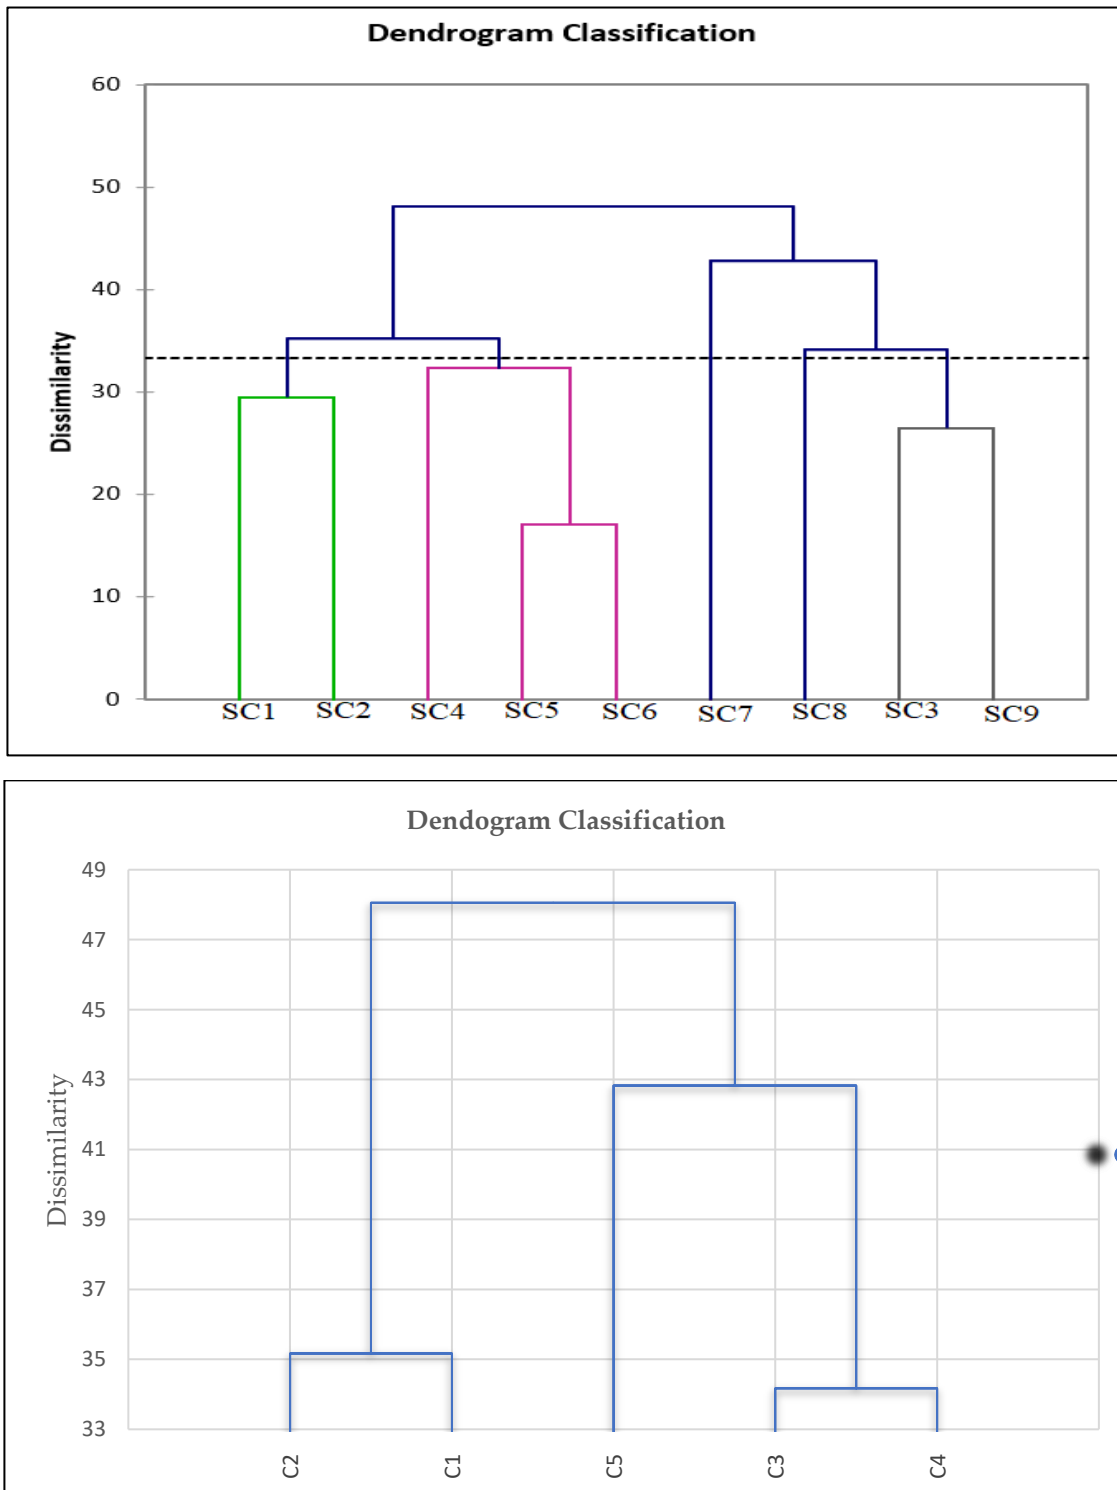 Dendrogram Classification
60
50
40
30
20
10
0
Dissimilarity
SC1 SC2 SC4 SC5 SC6 SC7 SC8 SC3 SC9
Dendogram Classification
49
47
45
43
41
39
37
35
33
Dissimilarity
C2 C1 C5 C3 C4